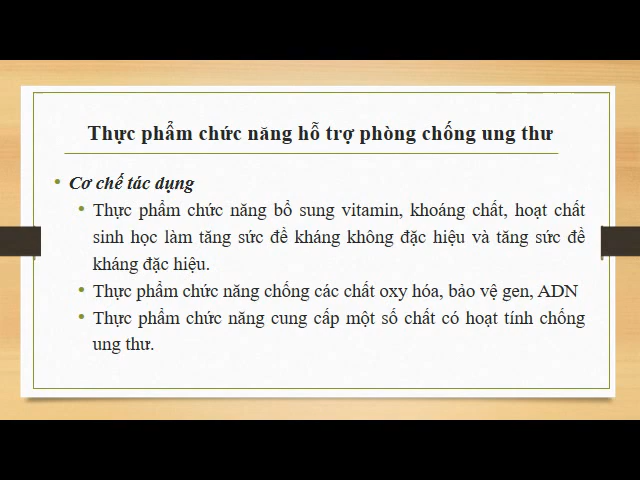 Thực phẩm chức năng hỗ trợ phòng chống ung thư
• Cơ chế tác dụng
• Thực phẩm chức năng bổ sung vitamin, khoáng chất, hoạt chất
sinh học làm tăng sức đề kháng không đặc hiệu và tăng sức đề
kháng đặc hiệu.
• Thực phẩm chức năng chống các chất oxy hóa, bảo vệ gen, ADN
• Thực phẩm chức năng cung cấp một số chất có hoạt tính chống
ung thư.